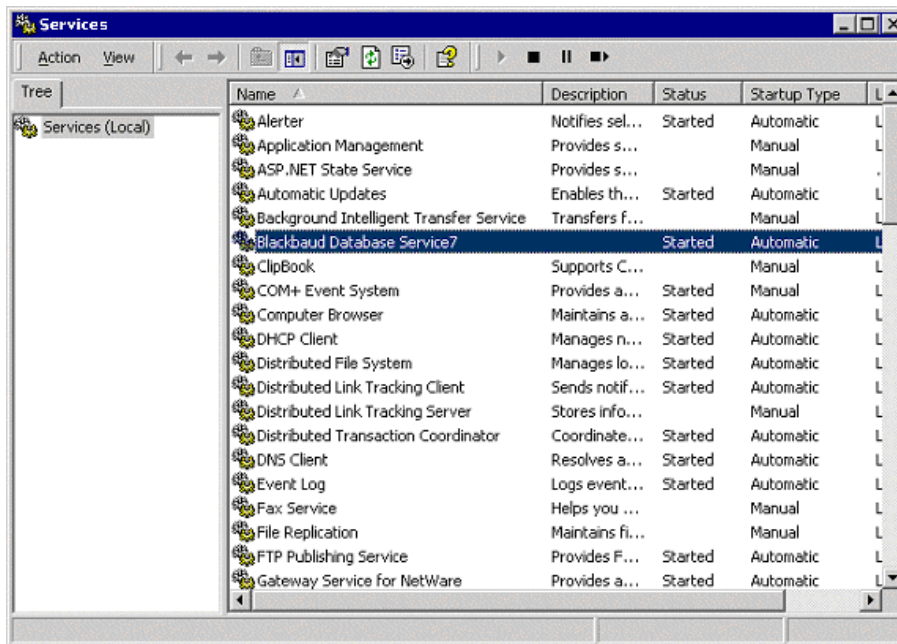 Services
Action View
Tree
Services (Local)
Name Description Status Startup Type L
Alerter Notifies sel... Started Automatic L
Application Management Provides s... Manual L
ASP.NET State Service Provides s... Manual .
Automatic Updates Enables th... Started Automatic L
Background Intelligent Transfer Service Transfers f... Manual L
Blackbaud Database Service7 Started Automatic L
ClipBook Supports C... Manual L
COM+ Event System Provides a... Started Manual L
Computer Browser Maintains a... Started Automatic L
DHCP Client Manages n... Started Automatic L
Distributed File System Manages lo... Started Automatic L
Distributed Link Tracking Client Sends notif... Started Automatic L
Distributed Link Tracking Server Stores info... Manual L
Distributed Transaction Coordinator Coordinate... Started Automatic L
DNS Client Resolves a... Started Automatic L
Event Log Logs event... Started Automatic L
Fax Service Helps you ... Manual L
File Replication Maintains fi... Manual L
FTP Publishing Service Provides F... Started Automatic L
Gateway Service for NetWare Provides a... Started Automatic L